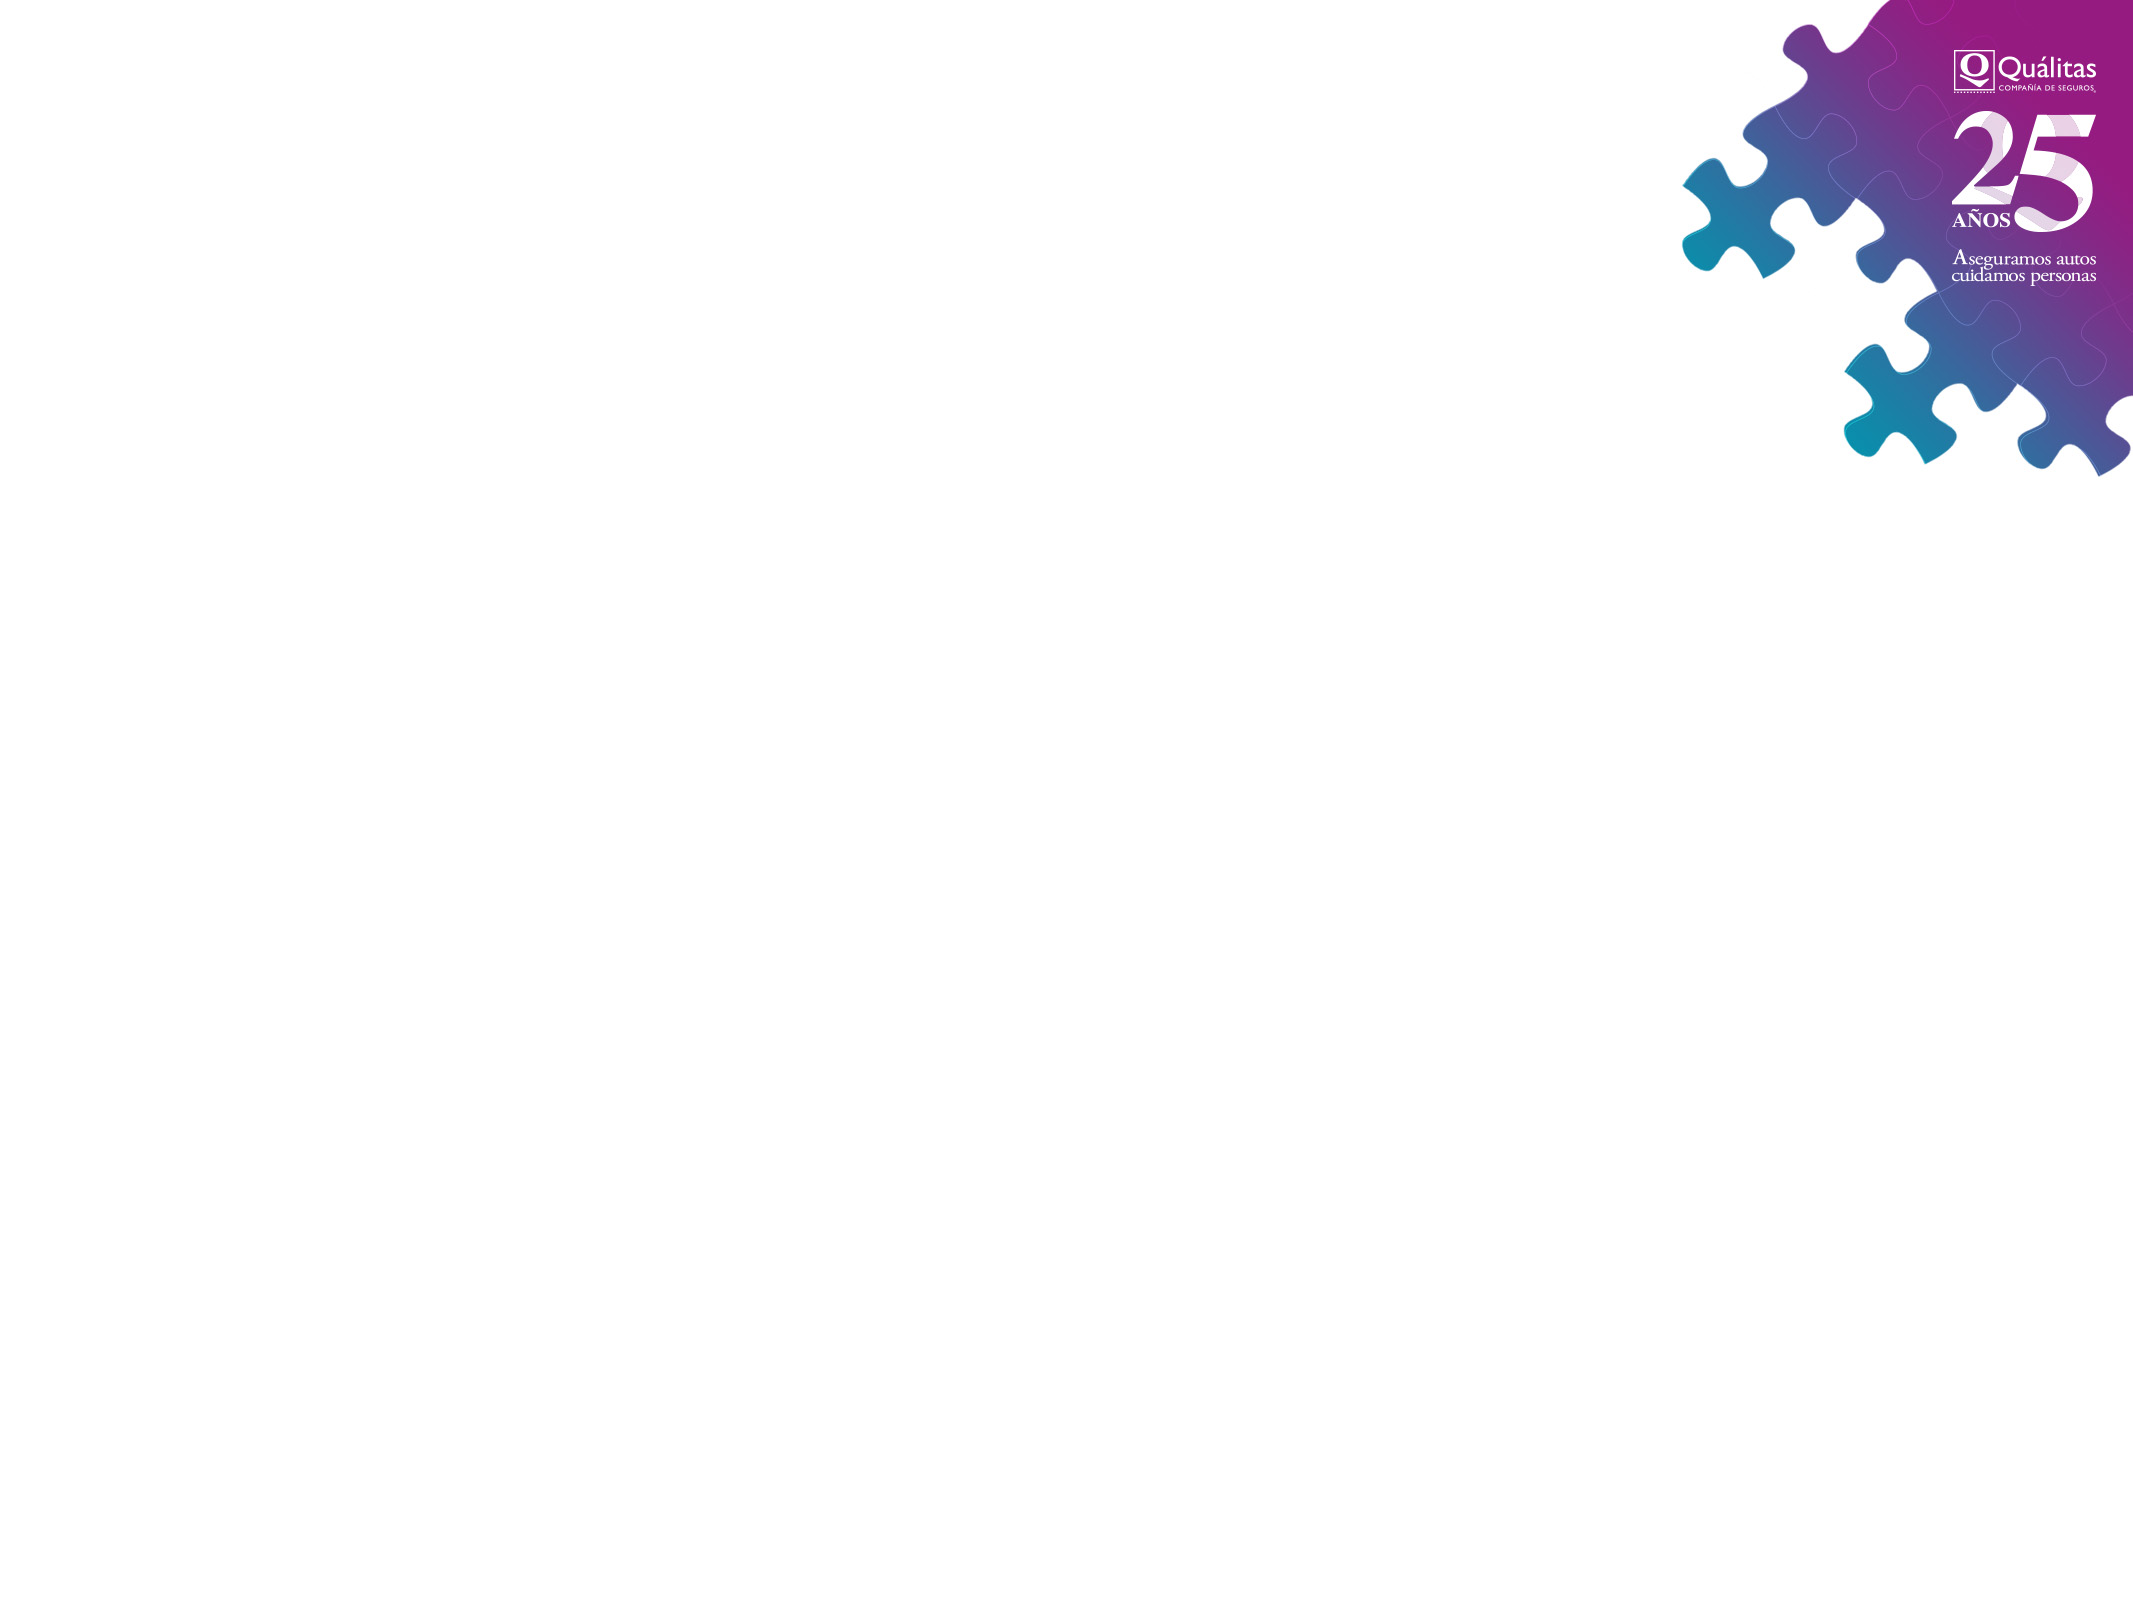 Q Quálitas
COMPAÑÍA DE SEGUROS
25
AÑOS
Aseguramos autos
cuidamos personas